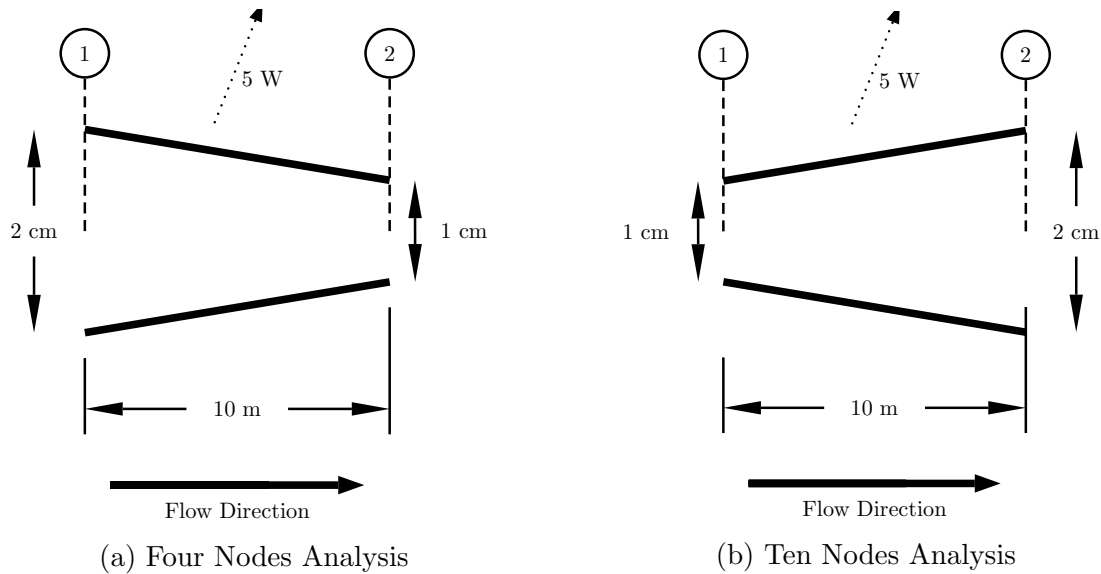 1
2
5 W
2 cm
1 cm
10 m
Flow Direction
(a) Four Nodes Analysis
1
2
5 W
1 cm
2 cm
10 m
Flow Direction
(b) Ten Nodes Analysis